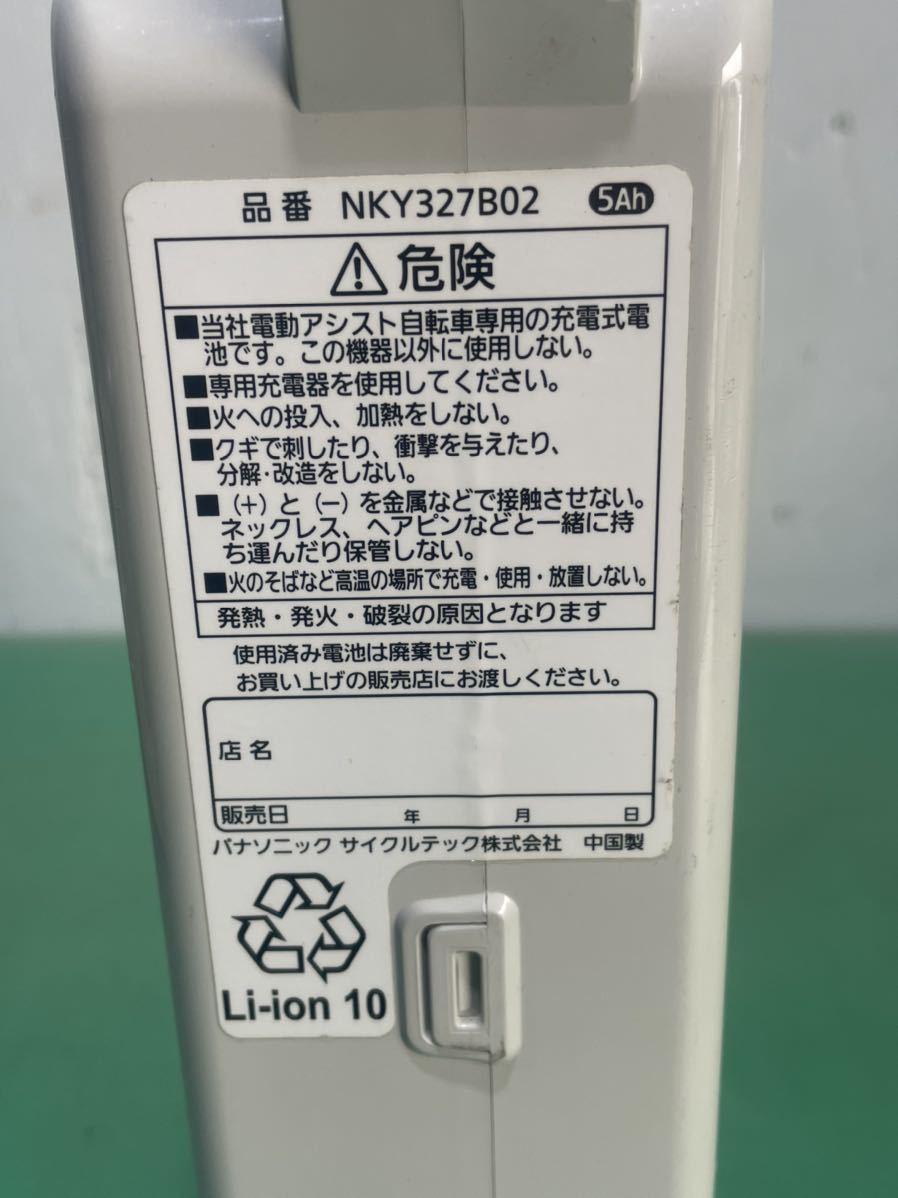 品番 NKY327B02 5Ah
危険
■当社電動アシスト自転車専用の充電式電
池です。この機器以外に使用しない。
■専用充電器を使用してください。
■火への投入、加熱をしない。
■クギで刺したり、衝撃を与えたり、
分解・改造をしない。
■(+)と(−)を金属などで接触させない。
ネックレス、ヘアピンなどと一緒に持
ち運んだり保管しない。
■火のそばなど高温の場所で充電・使用・放置しない。
発熱・発火・破裂の原因となります
使用済み電池は廃棄せずに、
お買い上げの販売店にお渡しください。
店名
販売日 年 月 日
パナソニック サイクルテック株式会社 中国製
Li-ion 10